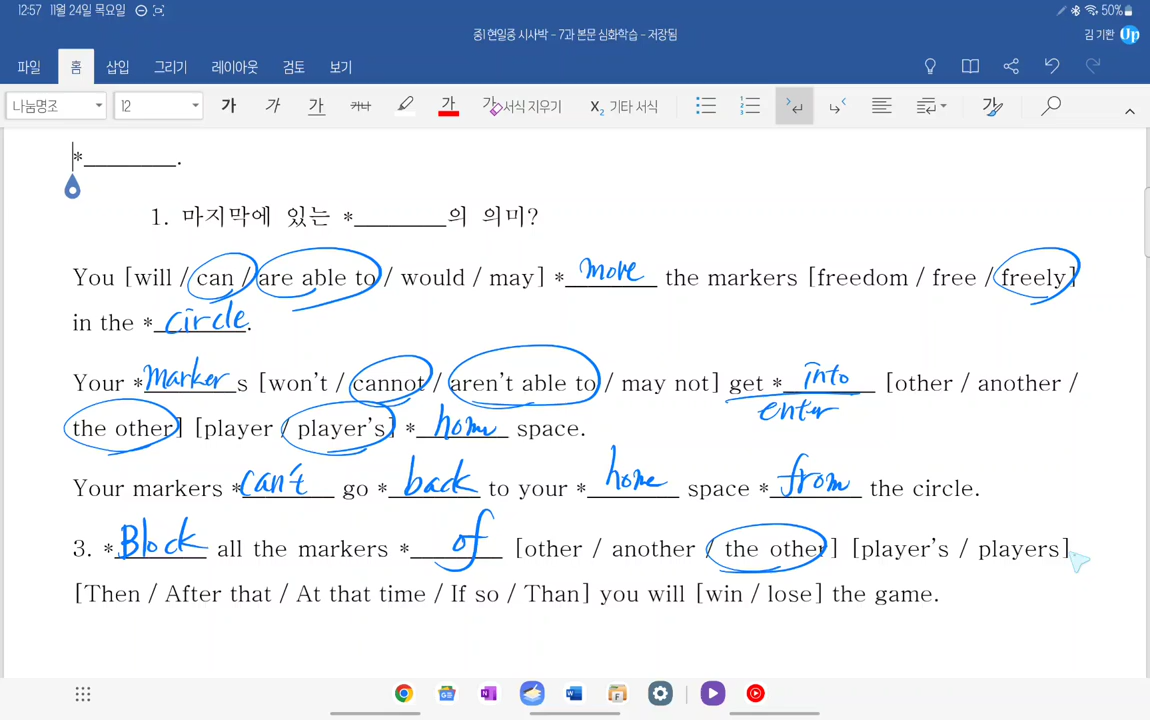 12:57 11월 24일 목요일 50%
중1 현일중 시사박 – 7과 본문 심화학습 – 저장됨
김 기환 Up
파일 홈 삽입 그리기 레이아웃 검토 보기
나눔명조 12 가 가 가 가나 가 가 서식 지우기 X₂ 기타 서식 가
*________.
1. 마지막에 있는 *________의 의미?
You [will / can / are able to / would / may] * move the markers [freedom / free / freely]
in the * circle.
Your * markers [won't / cannot / aren't able to / may not] get * into [other / another /
enter
the other] [player / player's] * home space.
Your markers * can't go * back to your * home space * from the circle.
3. * Block all the markers * of [other / another / the other] [player's / players]
[Then / After that / At that time / If so / Than] you will [win / lose] the game.